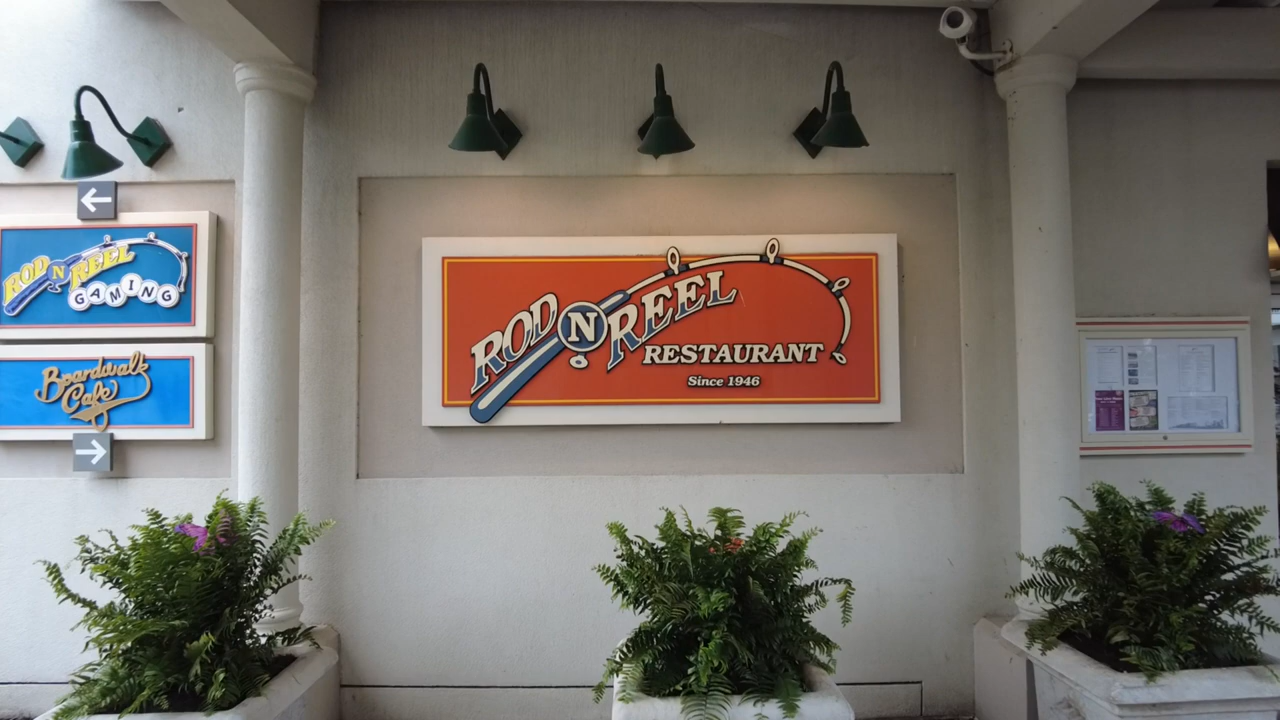 ROD N REEL
GAMING
Boardwalk
Cafe
ROD N REEL
RESTAURANT
Since 1946